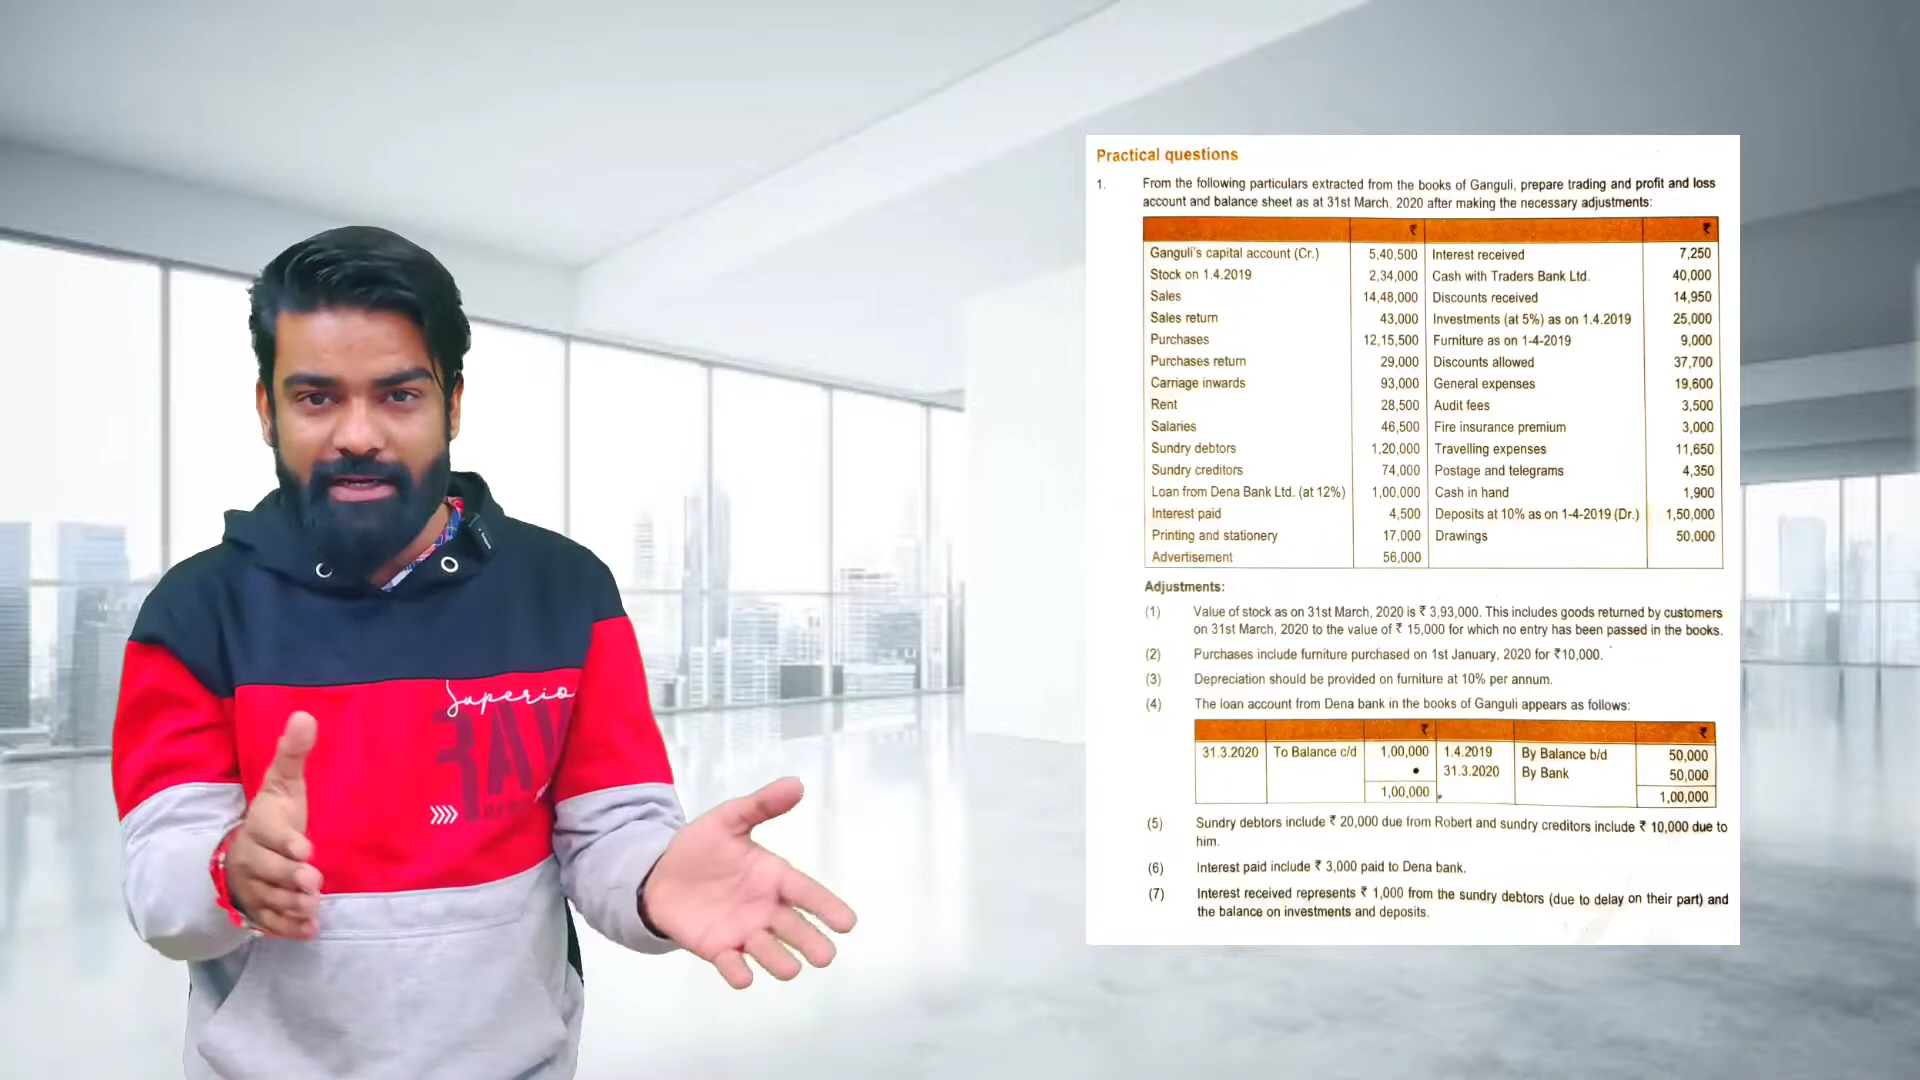 Superio
RAW
Practical questions
1. From the following particulars extracted from the books of Ganguli, prepare trading and profit and loss
account and balance sheet as at 31st March, 2020 after making the necessary adjustments:
₹ ₹
Ganguli's capital account (Cr.) 5,40,500 Interest received 7,250
Stock on 1.4.2019 2,34,000 Cash with Traders Bank Ltd. 40,000
Sales 14,48,000 Discounts received 14,950
Sales return 43,000 Investments (at 5%) as on 1.4.2019 25,000
Purchases 12,15,500 Furniture as on 1-4-2019 9,000
Purchases return 29,000 Discounts allowed 37,700
Carriage inwards 93,000 General expenses 19,600
Rent 28,500 Audit fees 3,500
Salaries 46,500 Fire insurance premium 3,000
Sundry debtors 1,20,000 Travelling expenses 11,650
Sundry creditors 74,000 Postage and telegrams 4,350
Loan from Dena Bank Ltd. (at 12%) 1,00,000 Cash in hand 1,900
Interest paid 4,500 Deposits at 10% as on 1-4-2019 (Dr.) 1,50,000
Printing and stationery 17,000 Drawings 50,000
Advertisement 56,000
Adjustments:
(1) Value of stock as on 31st March, 2020 is ₹ 3,93,000. This includes goods returned by customers
on 31st March, 2020 to the value of ₹ 15,000 for which no entry has been passed in the books.
(2) Purchases include furniture purchased on 1st January, 2020 for ₹10,000.
(3) Depreciation should be provided on furniture at 10% per annum.
(4) The loan account from Dena bank in the books of Ganguli appears as follows:
₹ ₹
31.3.2020 To Balance c/d 1,00,000 1.4.2019 By Balance b/d 50,000
31.3.2020 By Bank 50,000
1,00,000 1,00,000
(5) Sundry debtors include ₹ 20,000 due from Robert and sundry creditors include ₹ 10,000 due to
him.
(6) Interest paid include ₹ 3,000 paid to Dena bank.
(7) Interest received represents ₹ 1,000 from the sundry debtors (due to delay on their part) and
the balance on investments and deposits.